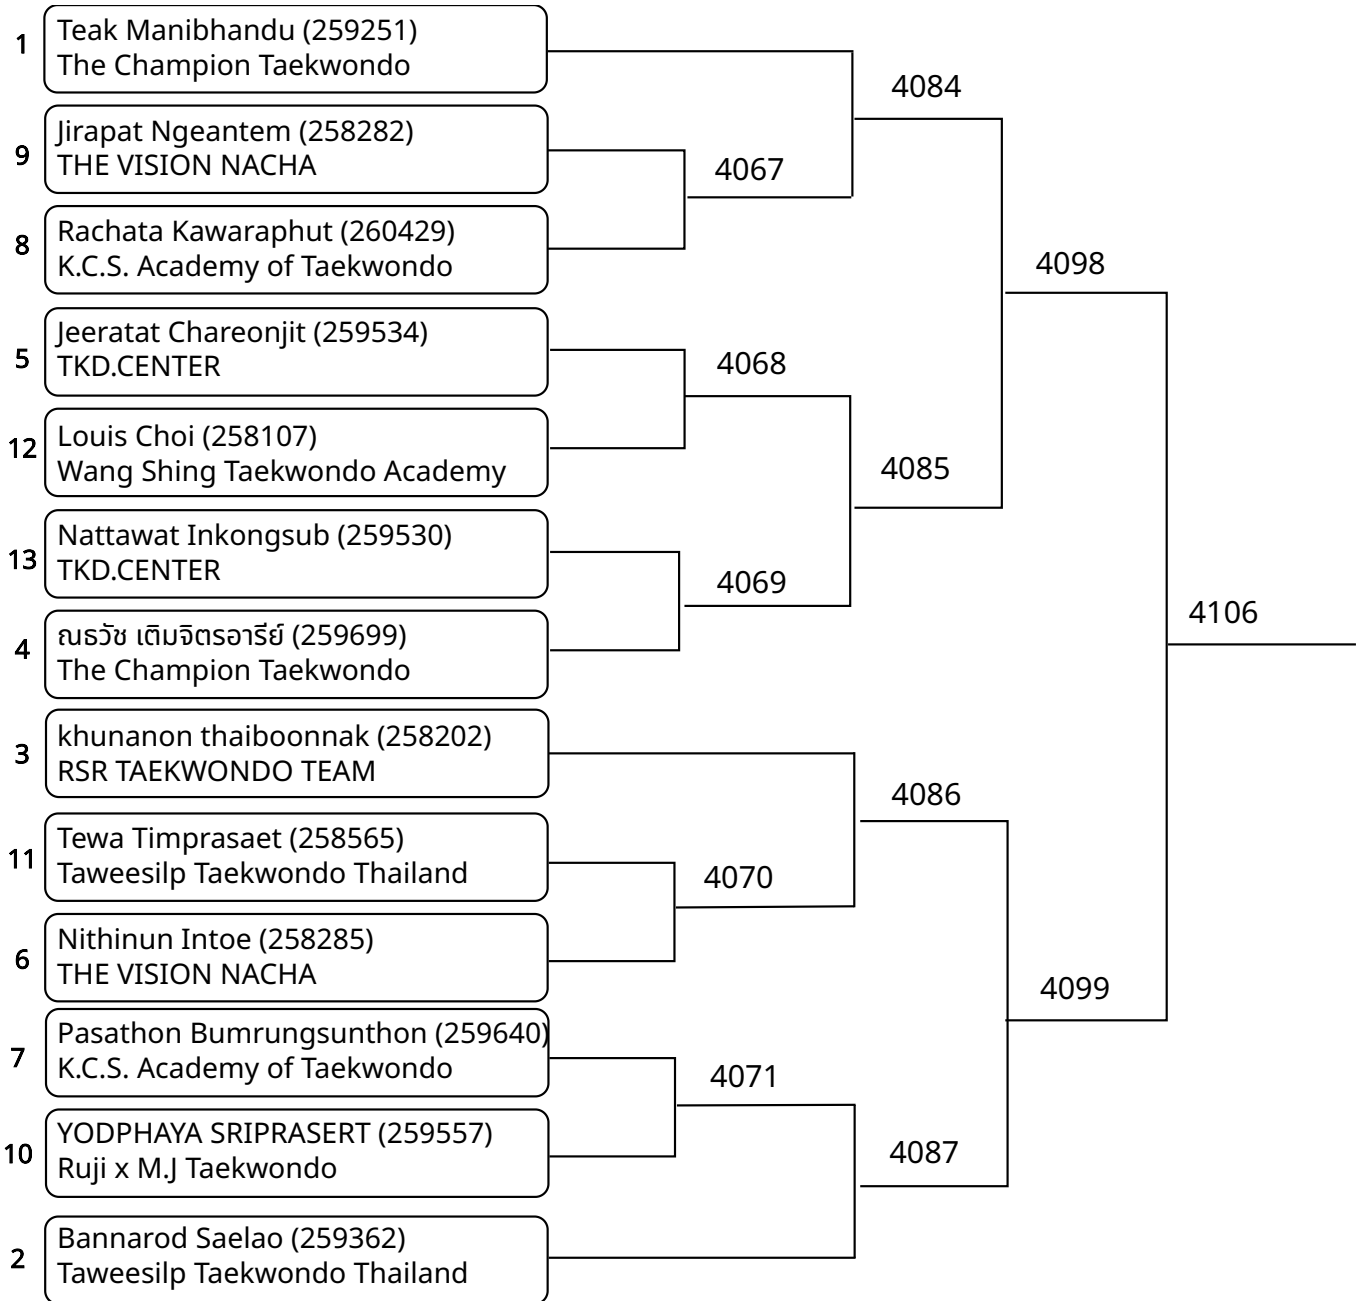 1
Teak Manibhandu (259251)
The Champion Taekwondo
4084
9
Jirapat Ngeantem (258282)
THE VISION NACHA
4067
8
Rachata Kawaraphut (260429)
K.C.S. Academy of Taekwondo
4098
5
Jeeratat Chareonjit (259534)
TKD.CENTER
4068
12
Louis Choi (258107)
Wang Shing Taekwondo Academy
4085
13
Nattawat Inkongsub (259530)
TKD.CENTER
4069
4
ณธวัช เติมจิตรอารีย์ (259699)
The Champion Taekwondo
4106
3
khunanon thaiboonnak (258202)
RSR TAEKWONDO TEAM
4086
11
Tewa Timprasaet (258565)
Taweesilp Taekwondo Thailand
4070
6
Nithinun Intoe (258285)
THE VISION NACHA
4099
7
Pasathon Bumrungsunthon (259640)
K.C.S. Academy of Taekwondo
4071
10
YODPHAYA SRIPRASERT (259557)
Ruji x M.J Taekwondo
4087
2
Bannarod Saelao (259362)
Taweesilp Taekwondo Thailand